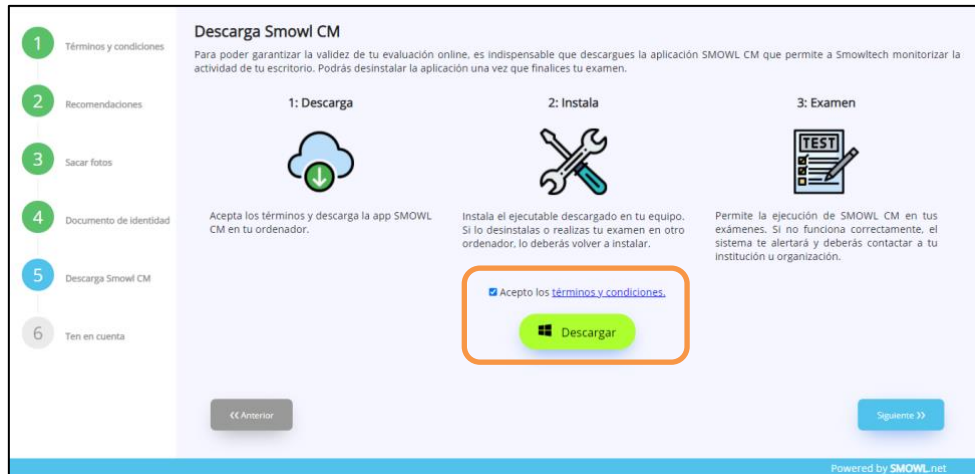 Descarga Smowl CM
Para poder garantizar la validez de tu evaluación online, es indispensable que descargues la aplicación SMOWL CM que permite a Smowltech monitorizar la
actividad de tu escritorio. Podrás desinstalar la aplicación una vez que finalices tu examen.
1 Términos y condiciones
2 Recomendaciones
3 Sacar fotos
4 Documento de identidad
5 Descarga Smowl CM
6 Ten en cuenta
1: Descarga
Acepta los términos y descarga la app SMOWL
CM en tu ordenador.
2: Instala
Instala el ejecutable descargado en tu equipo.
Si lo desinstalas o realizas tu examen en otro
ordenador, lo deberás volver a instalar.
3: Examen
TEST
Permite la ejecución de SMOWL CM en tus
exámenes. Si no funciona correctamente, el
sistema te alertará y deberás contactar a tu
institución u organización.
Acepto los términos y condiciones.
Descargar
<< Anterior
Siguiente >>
Powered by SMOWL.net